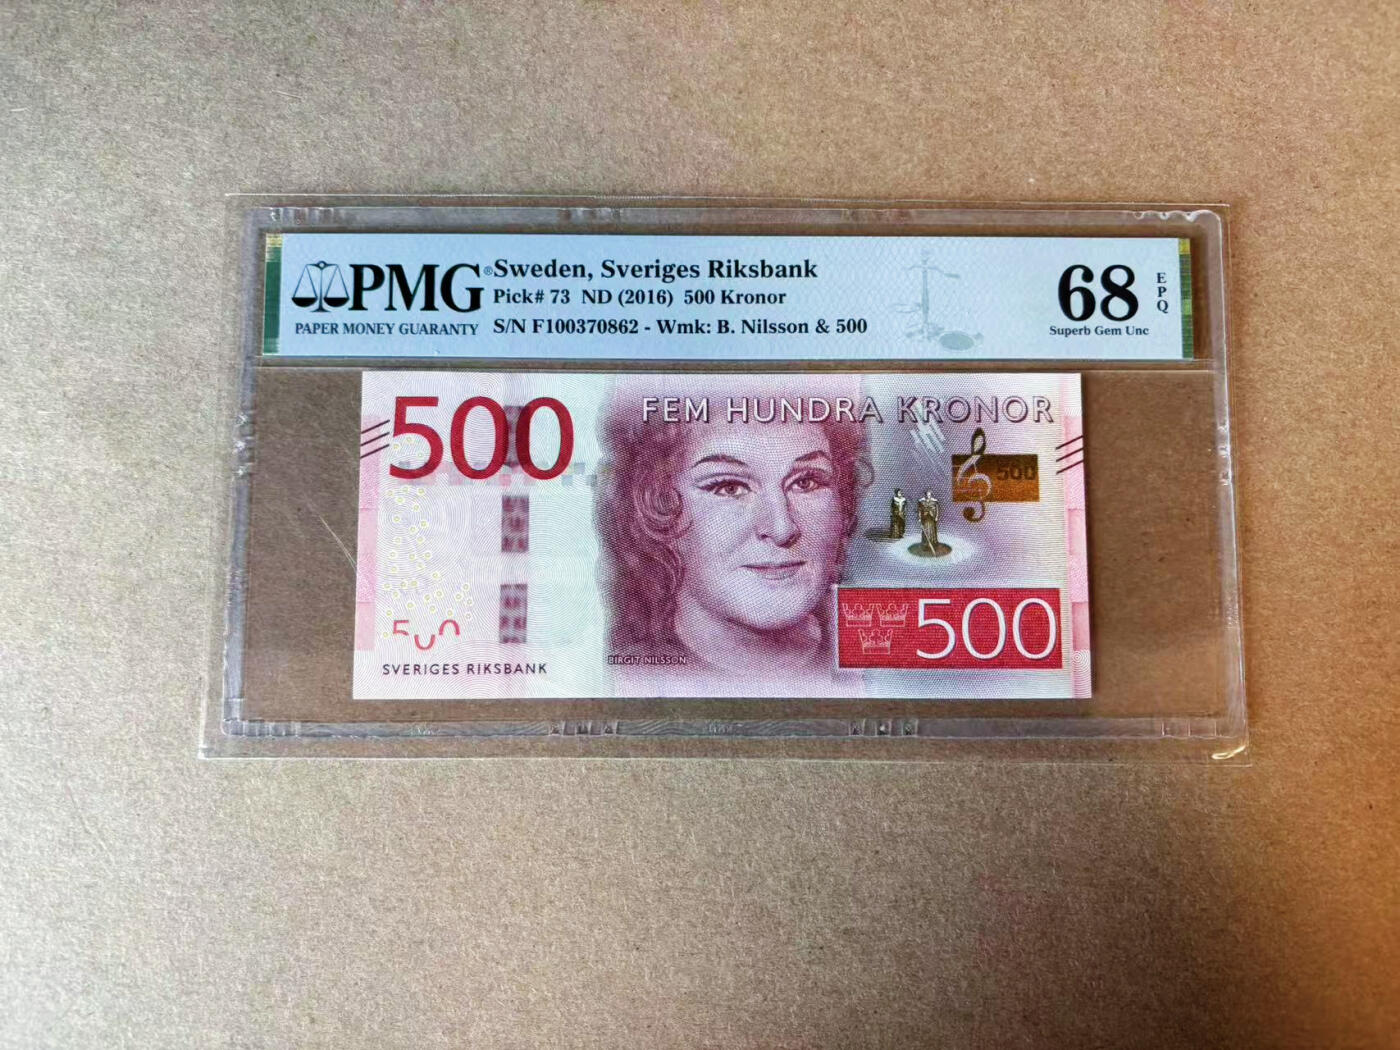 PMG®
PAPER MONEY GUARANTY
Sweden, Sveriges Riksbank
Pick# 73 ND (2016) 500 Kronor
S/N F100370862 - Wmk: B. Nilsson & 500
68
EPQ
Superb Gem Unc
500
FEM HUNDRA KRONOR
500
500
500
SVERIGES RIKSBANK
BIRGIT NILSSON